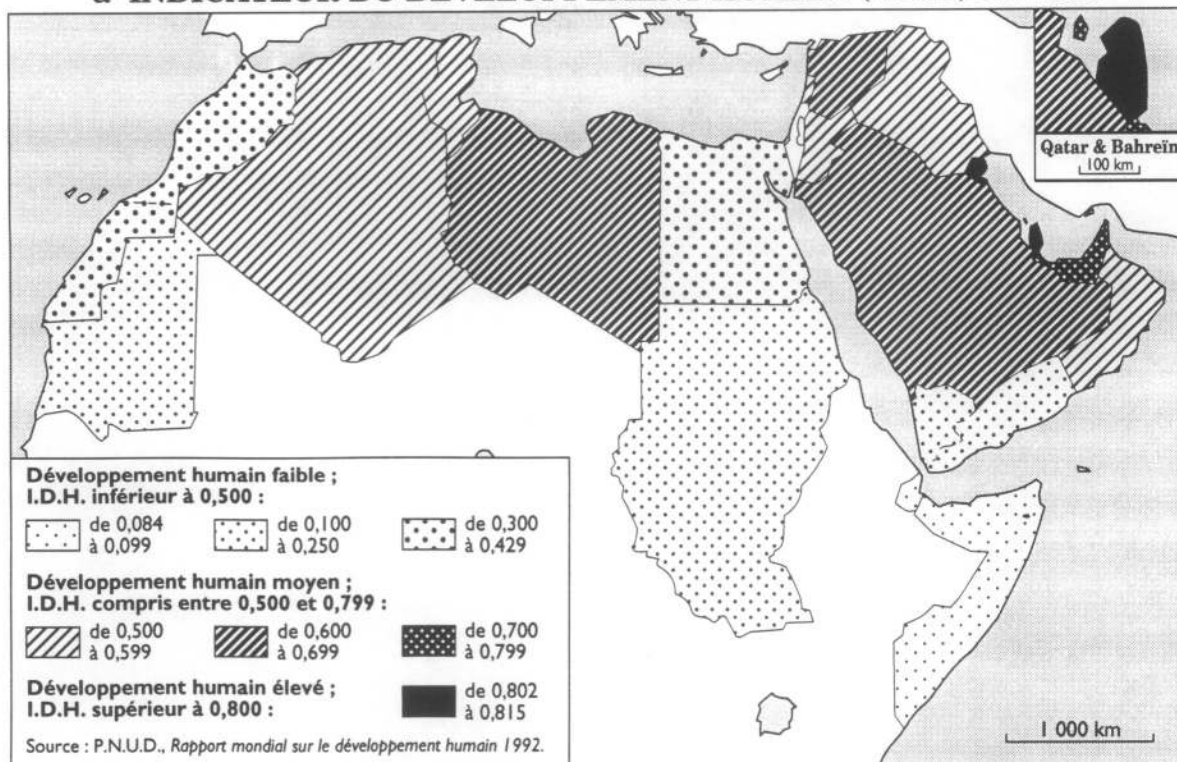 Qatar & Bahreïn
100 km
Développement humain faible ;
I.D.H. inférieur à 0,500 :
de 0,084
à 0,099
de 0,100
à 0,250
de 0,300
à 0,429
Développement humain moyen ;
I.D.H. compris entre 0,500 et 0,799 :
de 0,500
à 0,599
de 0,600
à 0,699
de 0,700
à 0,799
Développement humain élevé ;
I.D.H. supérieur à 0,800 :
de 0,802
à 0,815
Source : P.N.U.D., Rapport mondial sur le développement humain 1992.
1 000 km